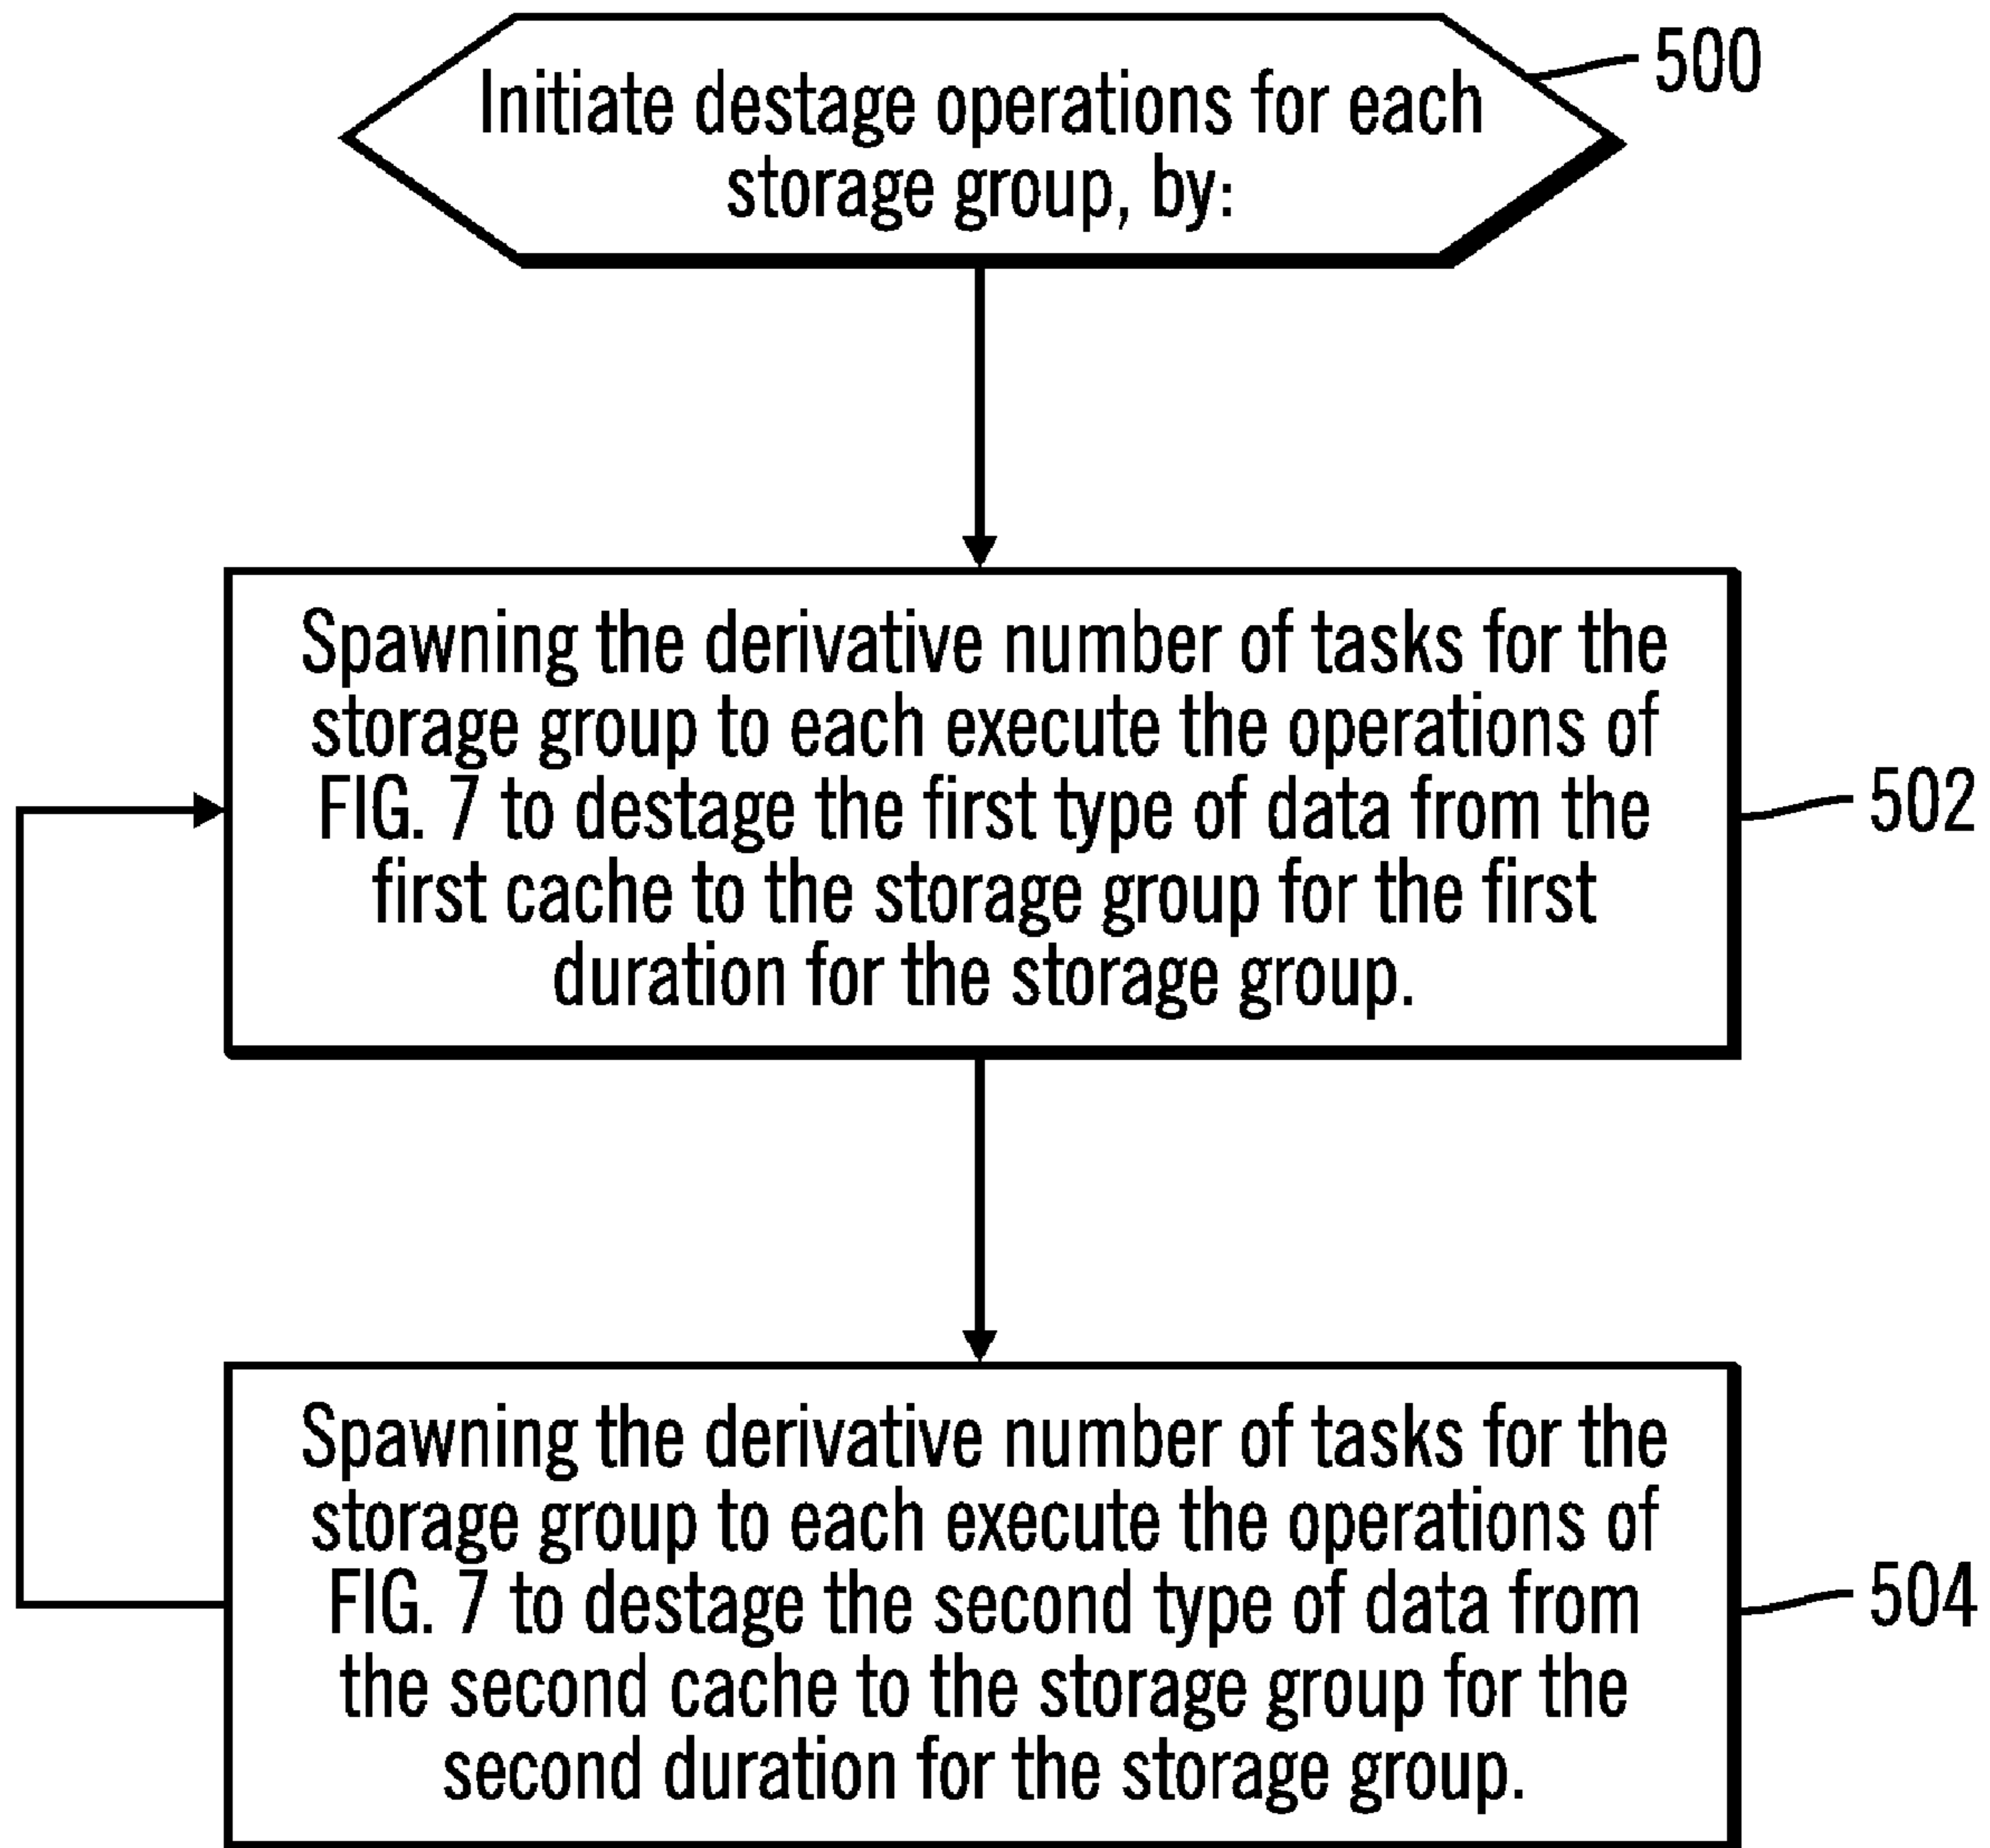 Initiate destage operations for each
storage group, by:
500
Spawning the derivative number of tasks for the
storage group to each execute the operations of
FIG. 7 to destage the first type of data from the
first cache to the storage group for the first
duration for the storage group.
502
Spawning the derivative number of tasks for the
storage group to each execute the operations of
FIG. 7 to destage the second type of data from
the second cache to the storage group for the
second duration for the storage group.
504